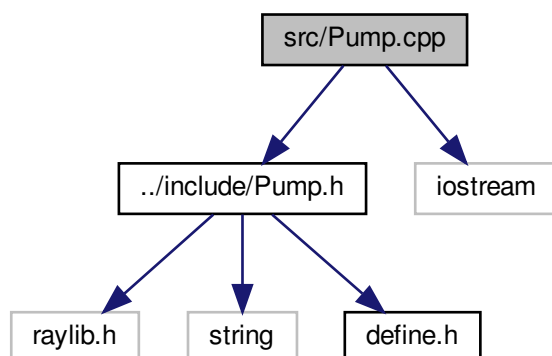 src/Pump.cpp
../include/Pump.h
iostream
raylib.h
string
define.h